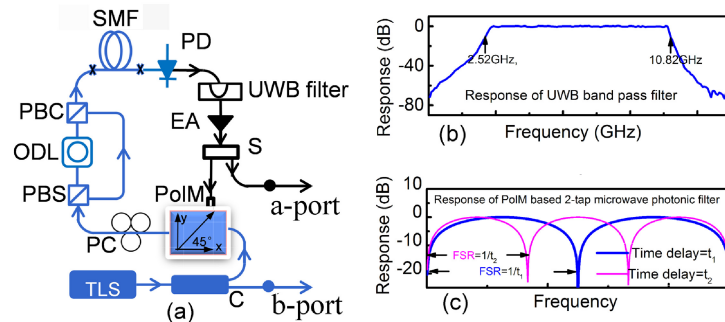 SMF
PD
UWB filter
PBC
EA
ODL
S
PBS
PolM
a-port
PC
y
45°
x
TLS
(a)
C
b-port
Response (dB)
0
-40
-80
2.52GHz,
10.82GHz
Response of UWB band pass filter
(b)
Frequency (GHz)
Response (dB)
0
-10
-20
Response of PolM based 2-tap microwave photonic filter
FSR=1/t₂
FSR=1/t₁
Time delay=t₁
Time delay=t₂
(c)
Frequency